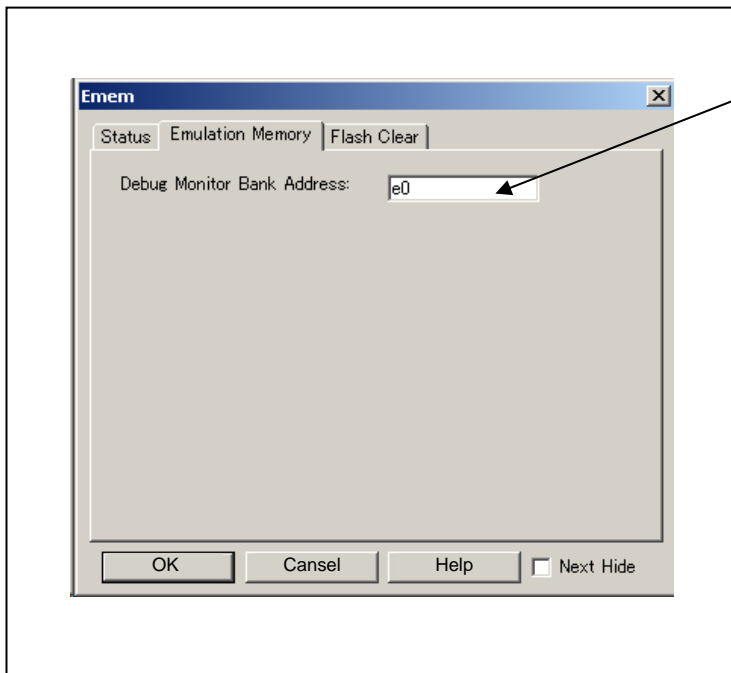 Emem
Status Emulation Memory Flash Clear
Debug Monitor Bank Address: e0
OK Cansel Help Next Hide